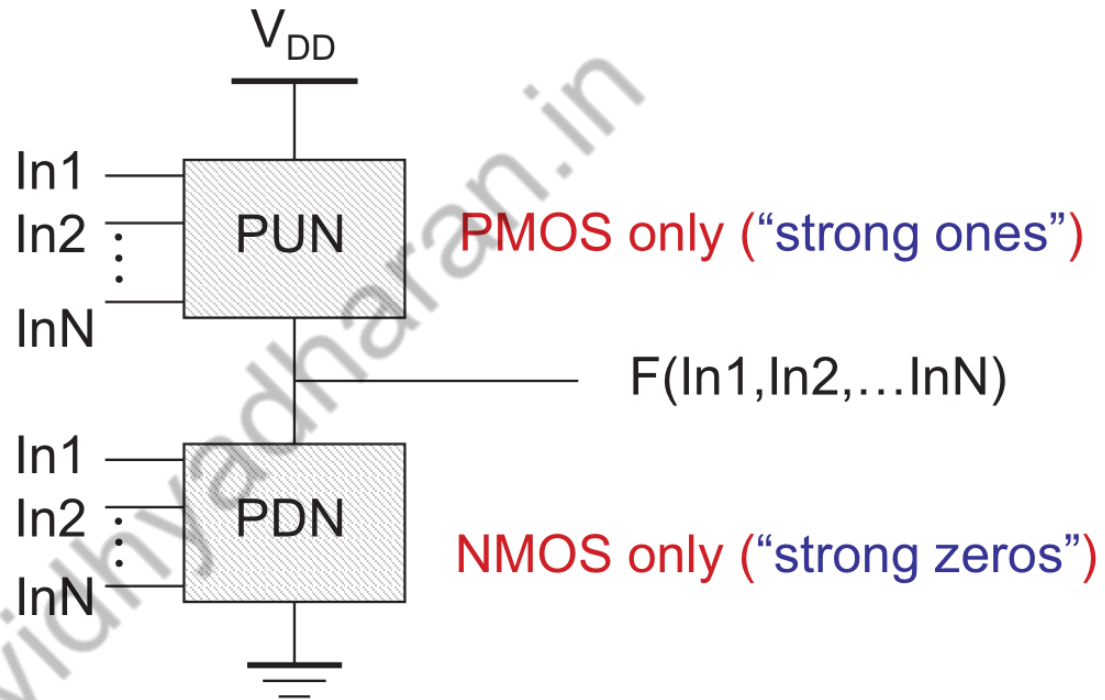 VDD
In1
In2
InN
PUN
PMOS only (“strong ones”)
F(In1,In2,…InN)
In1
In2
InN
PDN
NMOS only (“strong zeros”)
vidhyadharan.in